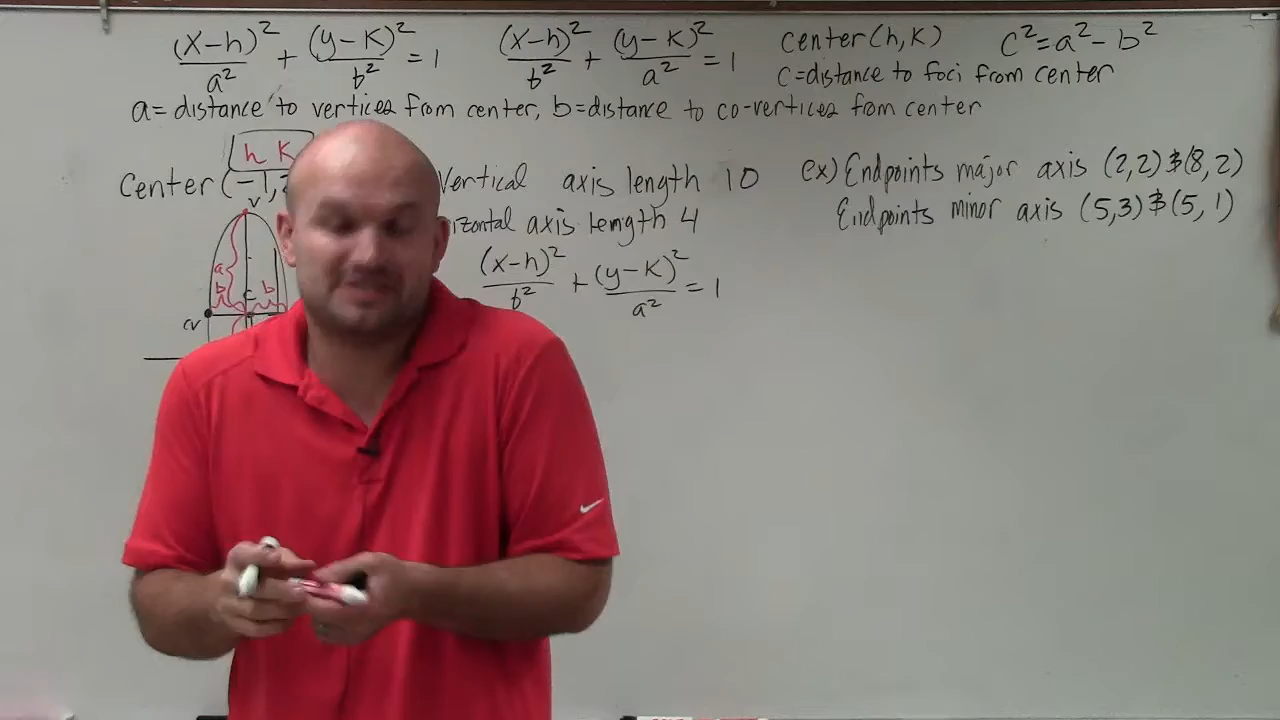 (x-h)²/a² + (y-K)²/b² = 1 (x-h)²/b² + (y-K)²/a² = 1 center (h,K) c²=a²-b²
c=distance to foci from center
a= distance to vertices from center, b=distance to co-vertices from center
h K
Center (-1, Vertical axis length 10
axis length 4
(x-h)²/b² + (y-K)²/a² = 1
ex) Endpoints major axis (2,2) & (8,2)
Endpoints minor axis (5,3) & (5, 1)
V
a
b c b
cv